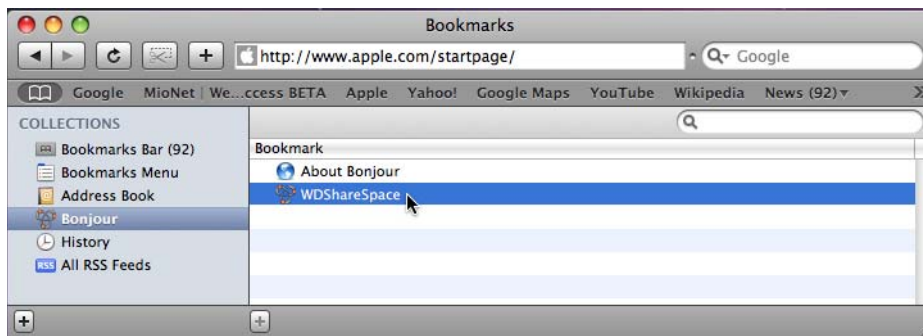 Bookmarks
http://www.apple.com/startpage/ Google
Google MioNet | We...ccess BETA Apple Yahoo! Google Maps YouTube Wikipedia News (92)
COLLECTIONS
Bookmarks Bar (92)
Bookmark
Bookmarks Menu
About Bonjour
Address Book
WDShareSpace
Bonjour
History
RSS All RSS Feeds